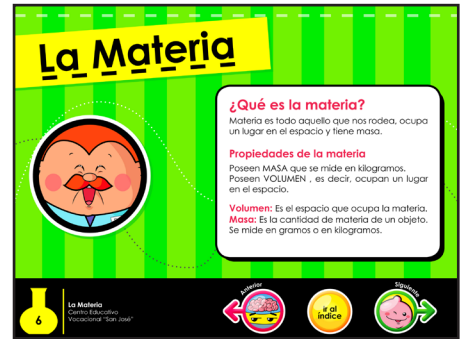 La Materia
¿Qué es la materia?
Materia es todo aquello que nos rodea, ocupa
un lugar en el espacio y tiene masa.
Propiedades de la materia
Poseen MASA que se mide en kilogramos.
Poseen VOLUMEN , es decir, ocupan un lugar
en el espacio.
Volumen: Es el espacio que ocupa la materia.
Masa: Es la cantidad de materia de un objeto.
Se mide en gramos o en kilogramos.
6
La Materia
Centro Educativo
Vocacional "San José"
Anterior
ir al
índice
Siguiente